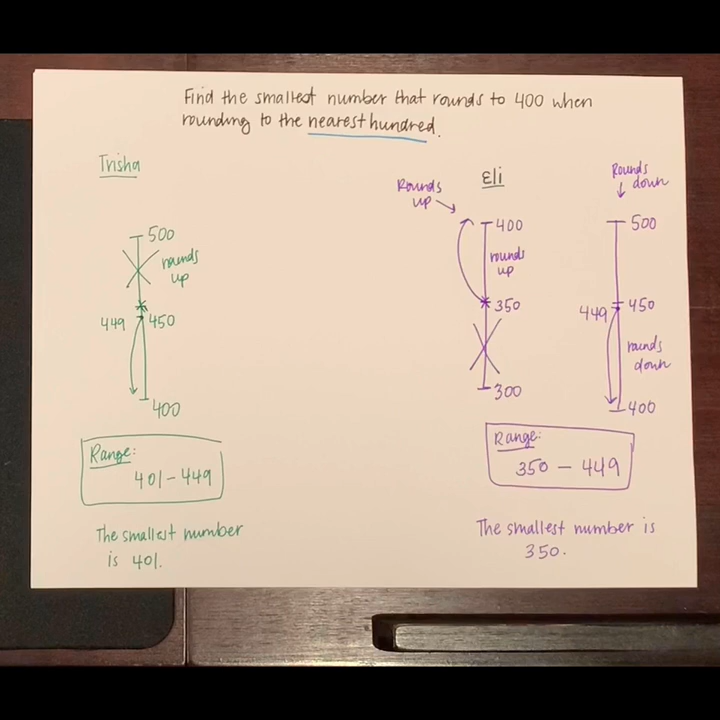 Find the smallest number that rounds to 400 when
rounding to the nearest hundred.
Trisha
500
rounds
up
449
450
400
Range:
401 - 449
The smallest number
is 401.
Eli
Rounds
up
400
rounds
up
350
300
Rounds
down
500
450
449
rounds
down
400
Range:
350 - 449
The smallest number is
350.